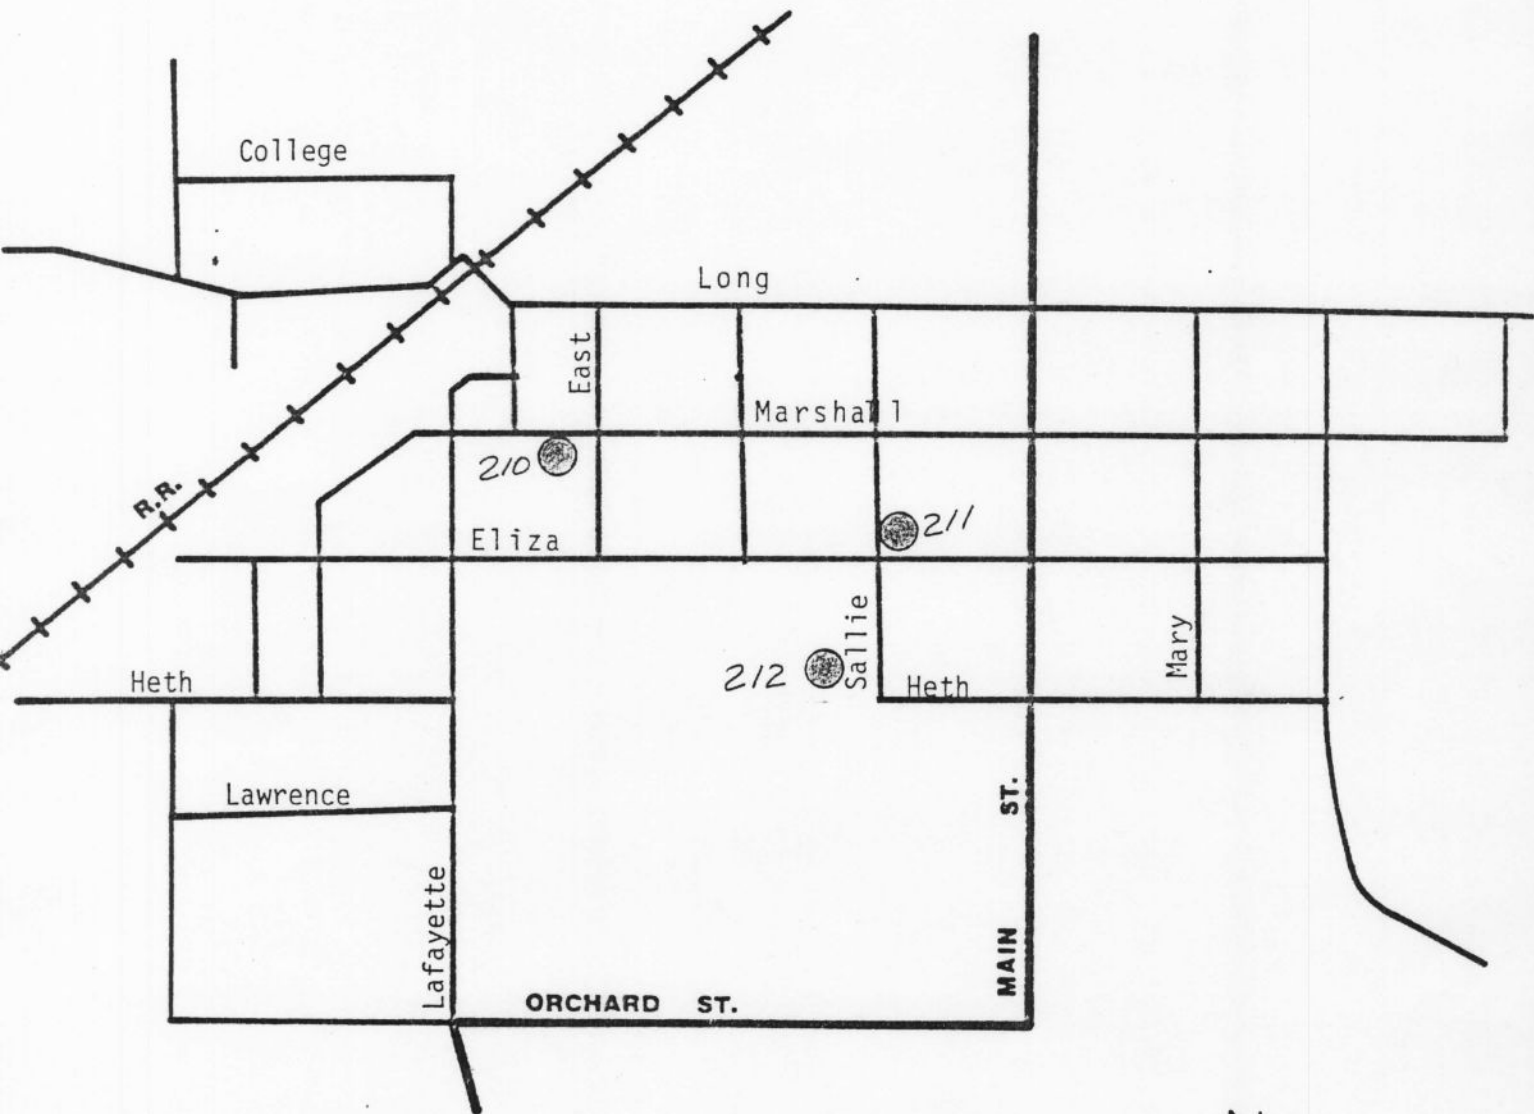 College
Long
East
Marshall
210
211
R.R.
Eliza
Sallie
Mary
212
Heth
Heth
Lawrence
MAIN ST.
Lafayette
ORCHARD ST.